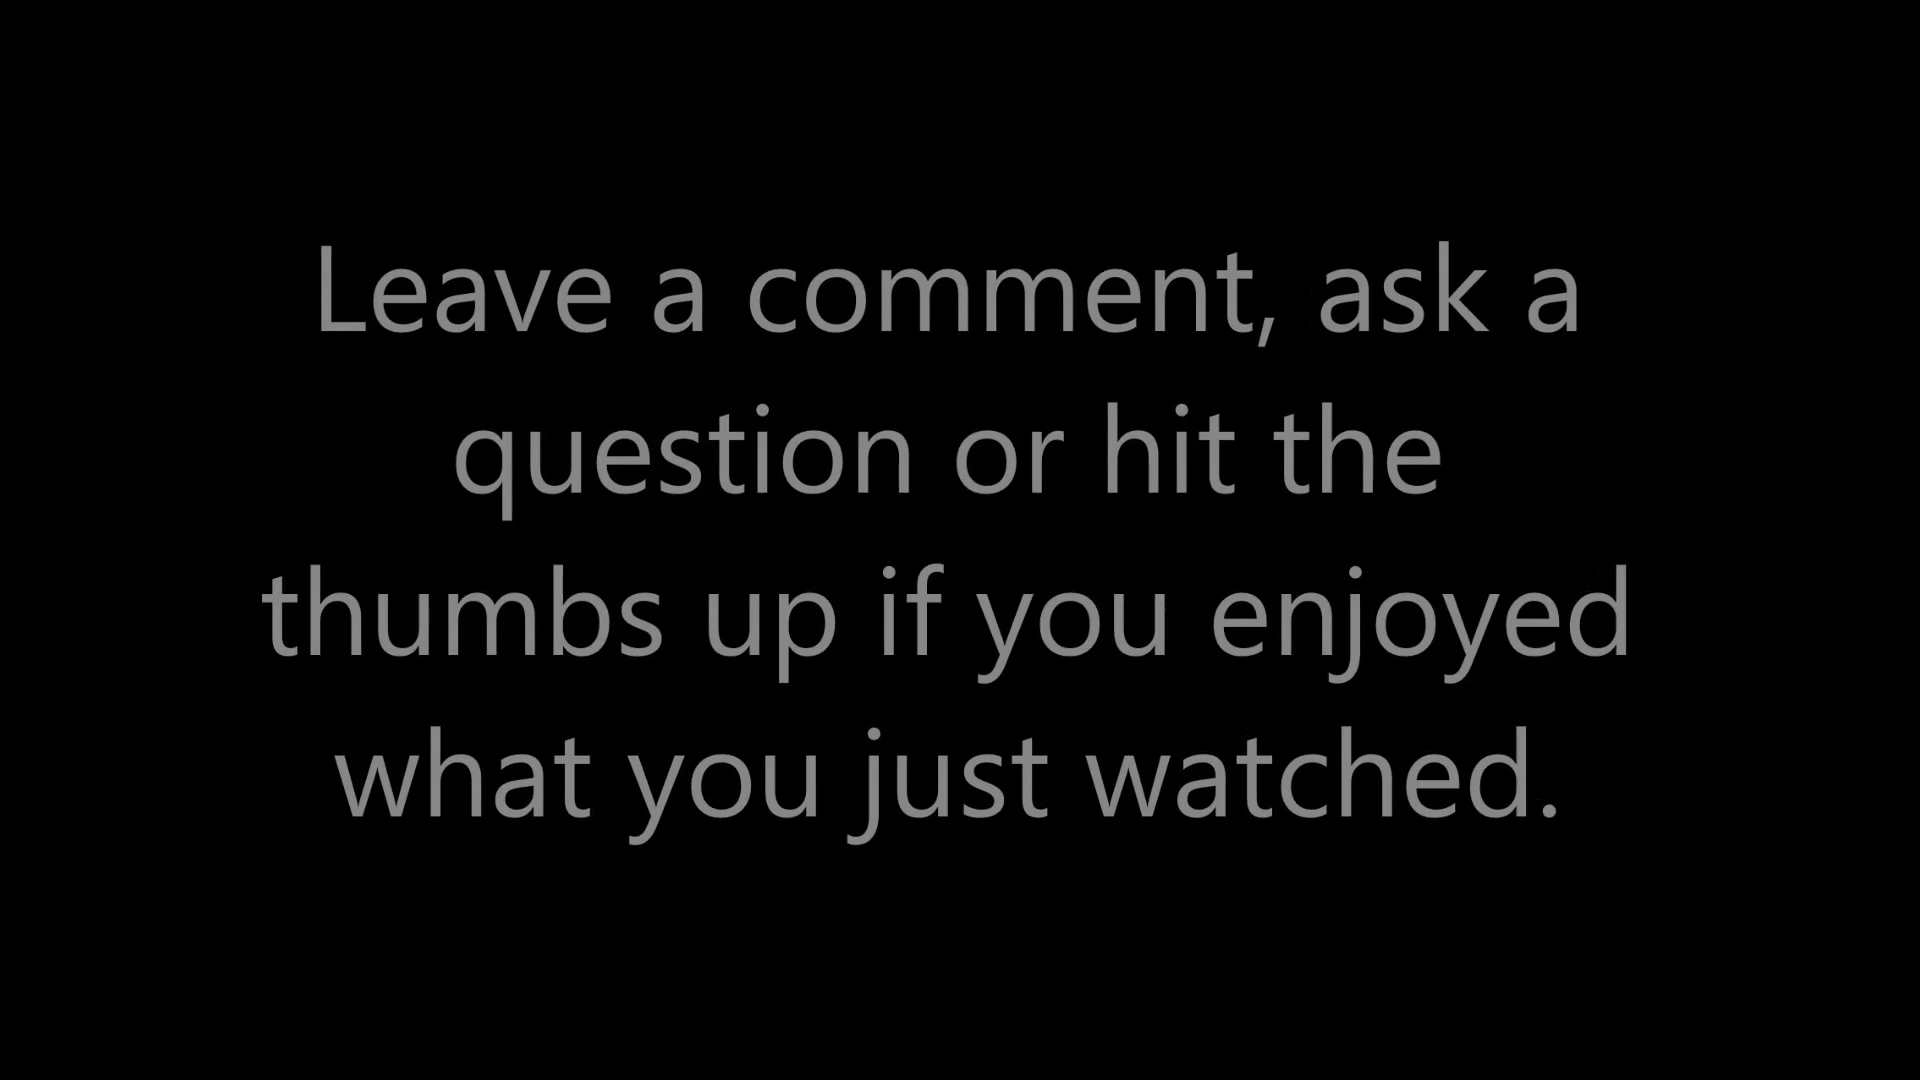 Leave a comment, ask a
question or hit the
thumbs up if you enjoyed
what you just watched.